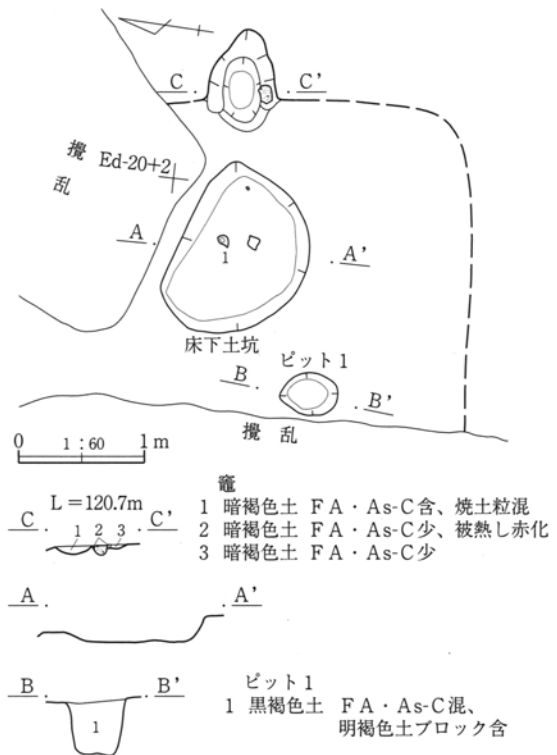 C . . C'
攪乱
Ed-20+2
A . . A'
1
床下土坑
ピット1
B . . B'
攪乱
0 1:60 1m
L=120.7m
C . 1 2 3 . C'
竈
1 暗褐色土 FA・As-C含、焼土粒混
2 暗褐色土 FA・As-C少、被熱し赤化
3 暗褐色土 FA・As-C少
A . . A'
B . . B'
1
ピット1
1 黒褐色土 FA・As-C混、
明褐色土ブロック含